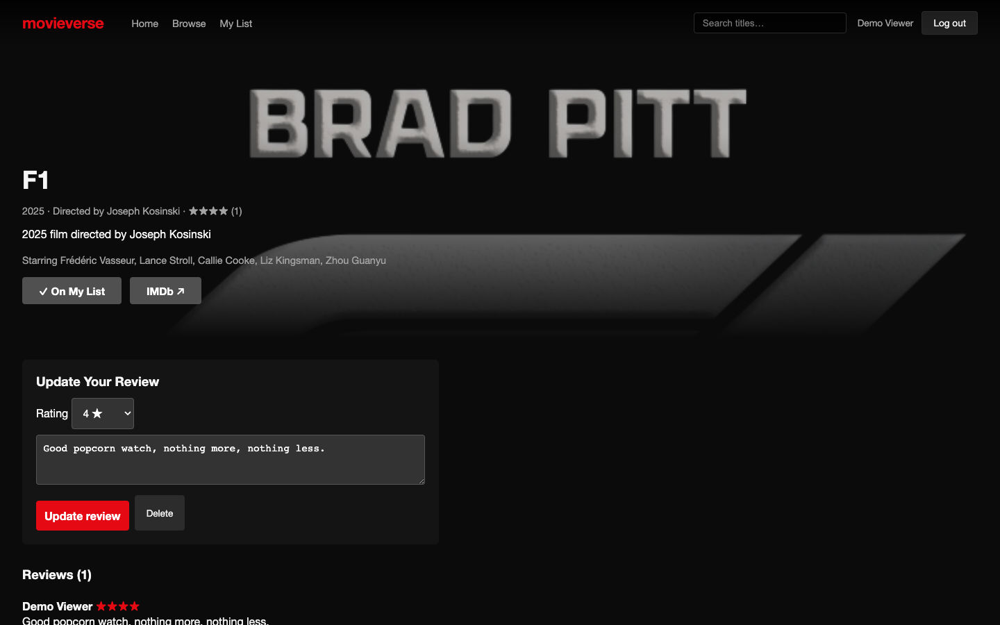 movieverse Home Browse My List Search titles… Demo Viewer Log out
BRAD PITT
F1
2025 · Directed by Joseph Kosinski · ★★★★ (1)
2025 film directed by Joseph Kosinski
Starring Frédéric Vasseur, Lance Stroll, Callie Cooke, Liz Kingsman, Zhou Guanyu
✓ On My List IMDb ↗
Update Your Review
Rating 4 ★
Good popcorn watch, nothing more, nothing less.
Update review Delete
Reviews (1)
Demo Viewer ★★★★
Good popcorn watch, nothing more, nothing less.